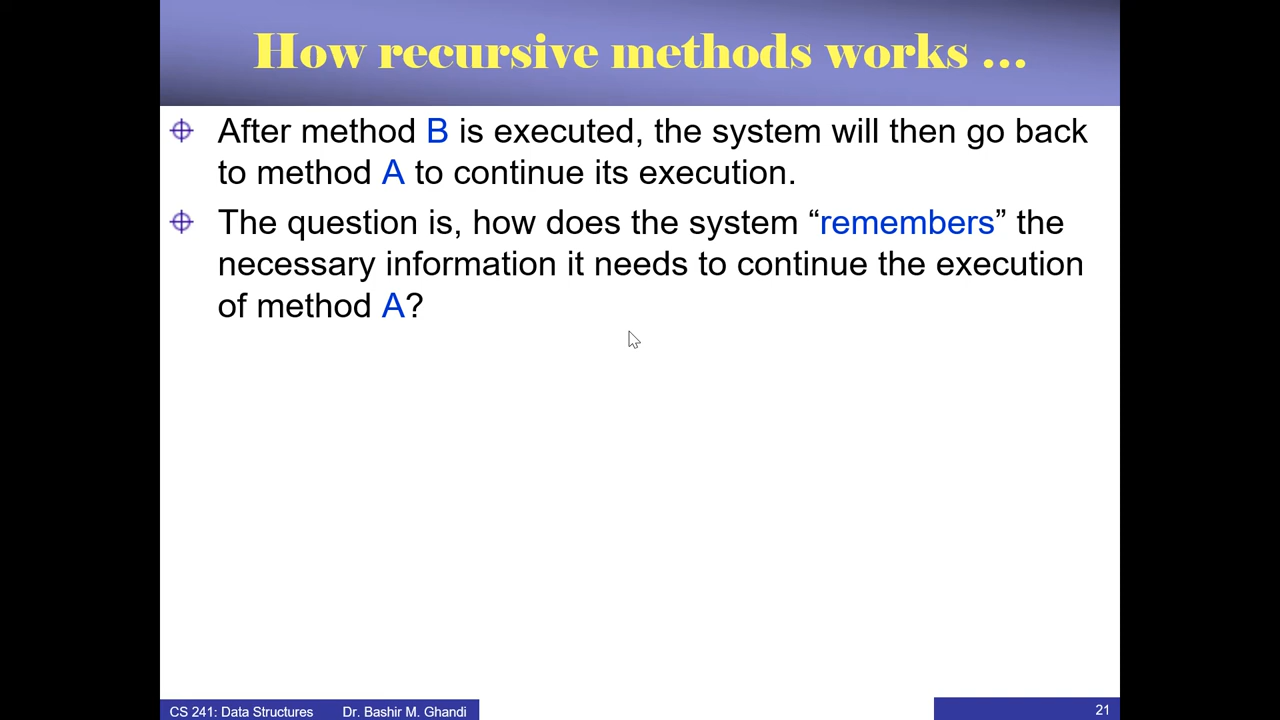 How recursive methods works ...
After method B is executed, the system will then go back
to method A to continue its execution.
The question is, how does the system “remembers” the
necessary information it needs to continue the execution
of method A?
CS 241: Data Structures Dr. Bashir M. Ghandi
21